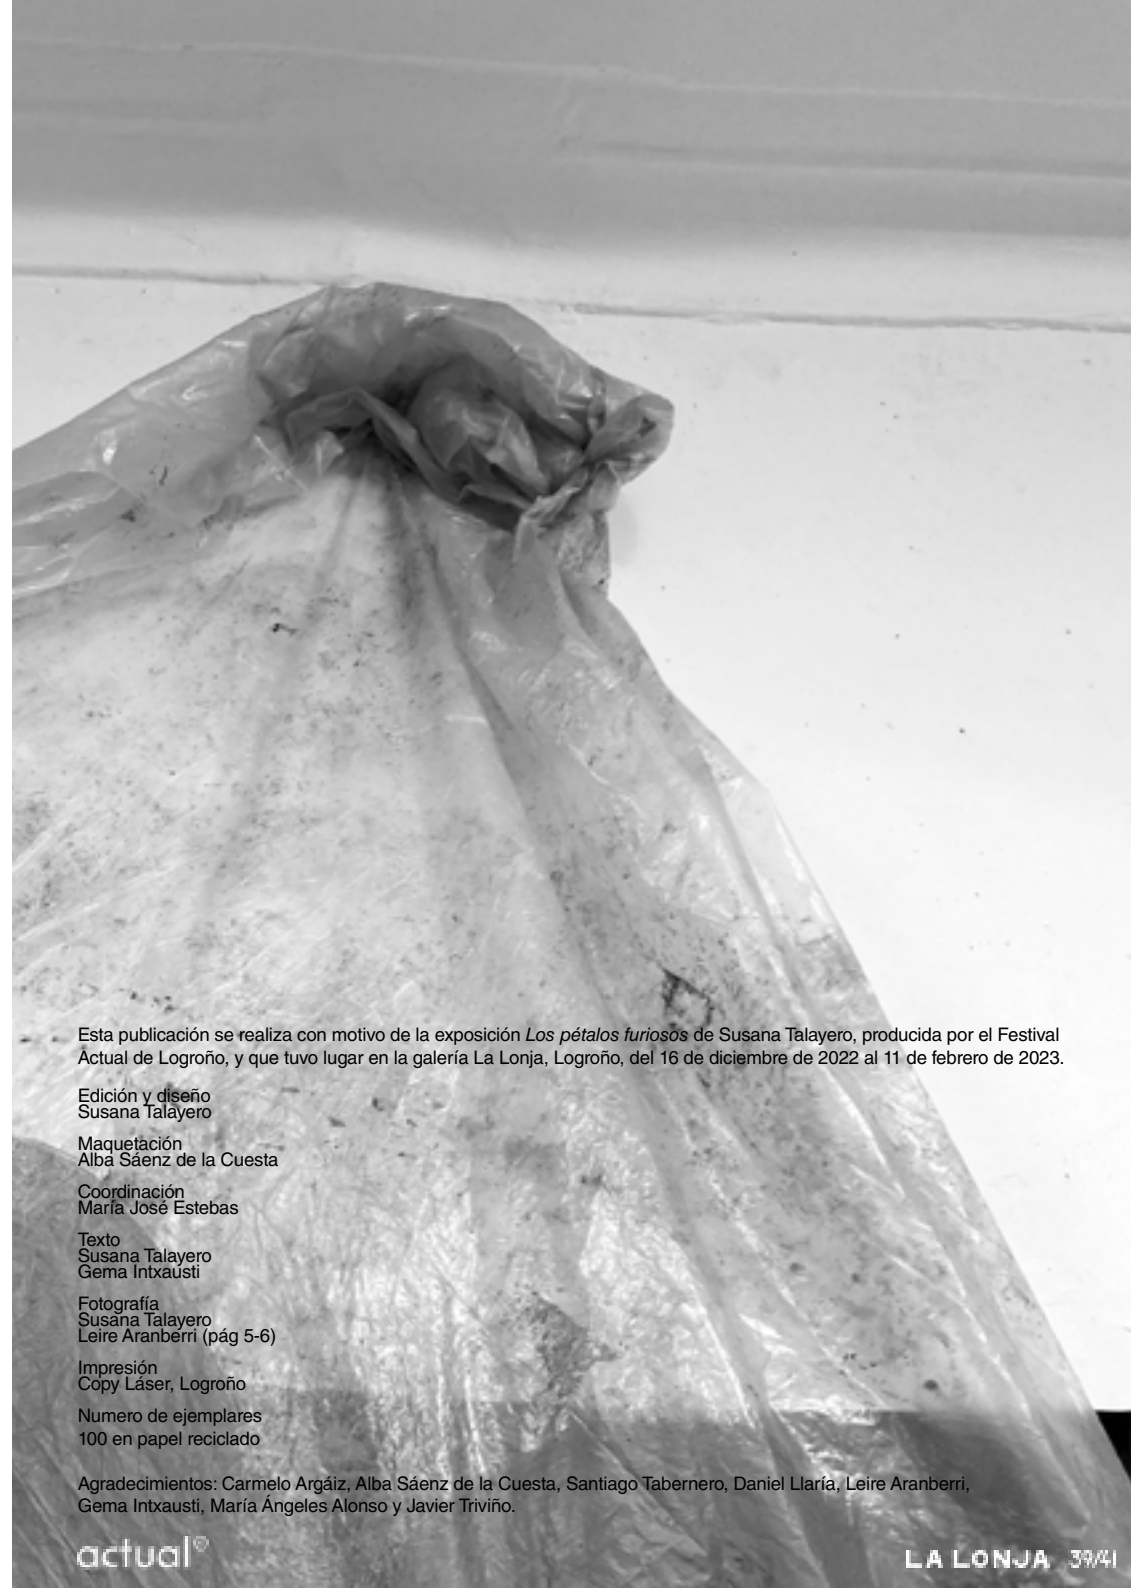 Esta publicación se realiza con motivo de la exposición Los pétalos furiosos de Susana Talayero, producida por el Festival
Actual de Logroño, y que tuvo lugar en la galería La Lonja, Logroño, del 16 de diciembre de 2022 al 11 de febrero de 2023.
Edición y diseño
Susana Talayero
Maquetación
Alba Sáenz de la Cuesta
Coordinación
María José Estebas
Texto
Susana Talayero
Gema Intxausti
Fotografía
Susana Talayero
Leire Aranberri (pág 5-6)
Impresión
Copy Láser, Logroño
Numero de ejemplares
100 en papel reciclado
Agradecimientos: Carmelo Argáiz, Alba Sáenz de la Cuesta, Santiago Tabernero, Daniel Llaría, Leire Aranberri,
Gema Intxausti, María Ángeles Alonso y Javier Triviño.
actual
LA LONJA 39/41